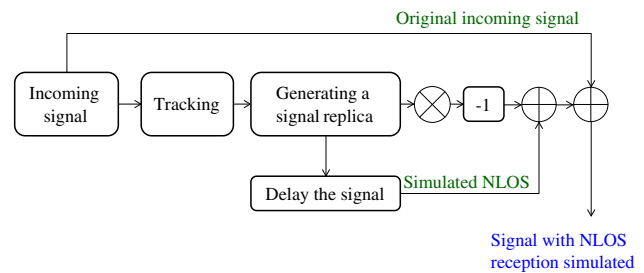 Original incoming signal
Incoming
signal
Tracking
Generating a
signal replica
-1
Delay the signal
Simulated NLOS
Signal with NLOS
reception simulated